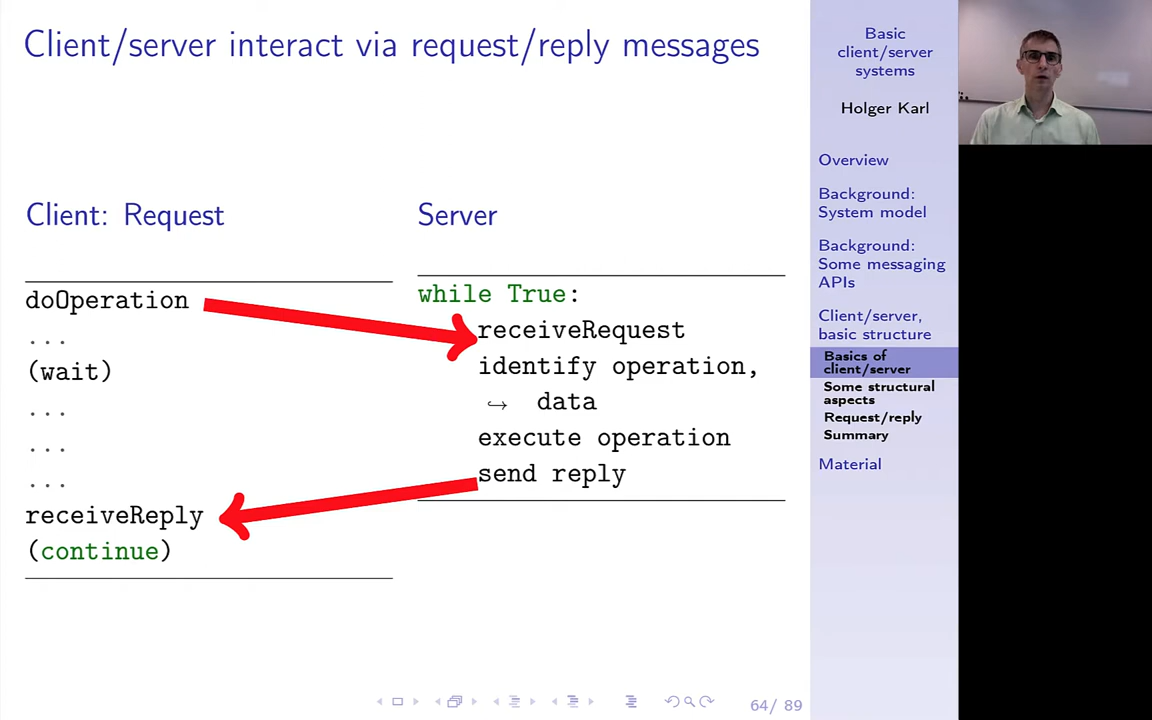 Client/server interact via request/reply messages
Client: Request
doOperation
...
(wait)
...
...
...
receiveReply
(continue)
Server
while True:
receiveRequest
identify operation,
↪ data
execute operation
send reply
64/ 89
Basic
client/server
systems
Holger Karl
Overview
Background:
System model
Background:
Some messaging
APIs
Client/server,
basic structure
Basics of
client/server
Some structural
aspects
Request/reply
Summary
Material